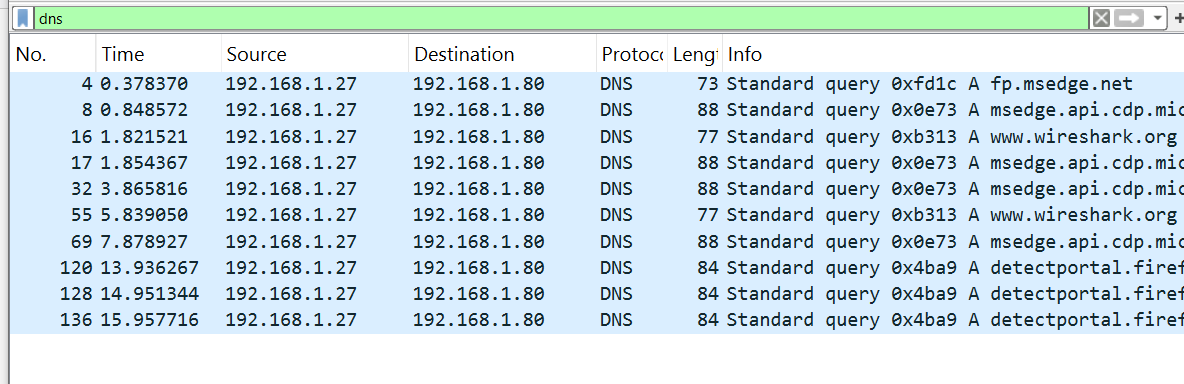 dns
No. Time Source Destination Protoc Lengt Info
4 0.378370 192.168.1.27 192.168.1.80 DNS 73 Standard query 0xfd1c A fp.msedge.net
8 0.848572 192.168.1.27 192.168.1.80 DNS 88 Standard query 0x0e73 A msedge.api.cdp.mic
16 1.821521 192.168.1.27 192.168.1.80 DNS 77 Standard query 0xb313 A www.wireshark.org
17 1.854367 192.168.1.27 192.168.1.80 DNS 88 Standard query 0x0e73 A msedge.api.cdp.mic
32 3.865816 192.168.1.27 192.168.1.80 DNS 88 Standard query 0x0e73 A msedge.api.cdp.mic
55 5.839050 192.168.1.27 192.168.1.80 DNS 77 Standard query 0xb313 A www.wireshark.org
69 7.878927 192.168.1.27 192.168.1.80 DNS 88 Standard query 0x0e73 A msedge.api.cdp.mic
120 13.936267 192.168.1.27 192.168.1.80 DNS 84 Standard query 0x4ba9 A detectportal.firef
128 14.951344 192.168.1.27 192.168.1.80 DNS 84 Standard query 0x4ba9 A detectportal.firef
136 15.957716 192.168.1.27 192.168.1.80 DNS 84 Standard query 0x4ba9 A detectportal.firef